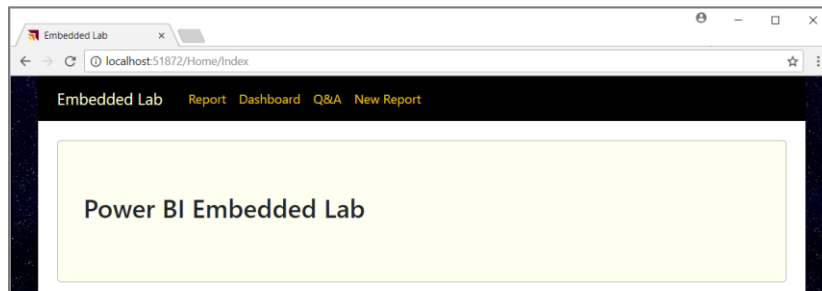 Embedded Lab
localhost:51872/Home/Index
Embedded Lab Report Dashboard Q&A New Report
Power BI Embedded Lab